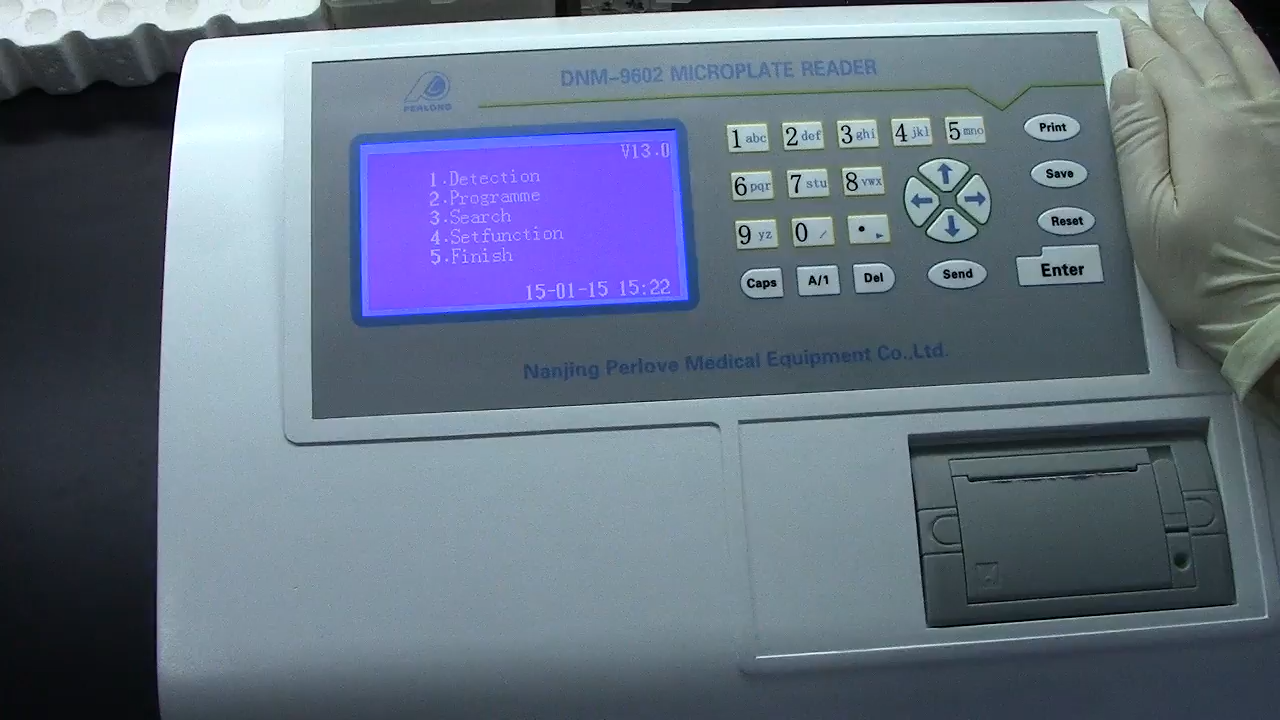 PERLONG
DNM-9602 MICROPLATE READER
V13.0
1.Detection
2.Programme
3.Search
4.Setfunction
5.Finish
15-01-15 15:22
1 abc 2 def 3 ghi 4 jkl 5 mno
6 pqr 7 stu 8 vwx
9 yz 0 / .
Caps A/1 Del Send
Print
Save
Reset
Enter
Nanjing Perlove Medical Equipment Co.,Ltd.